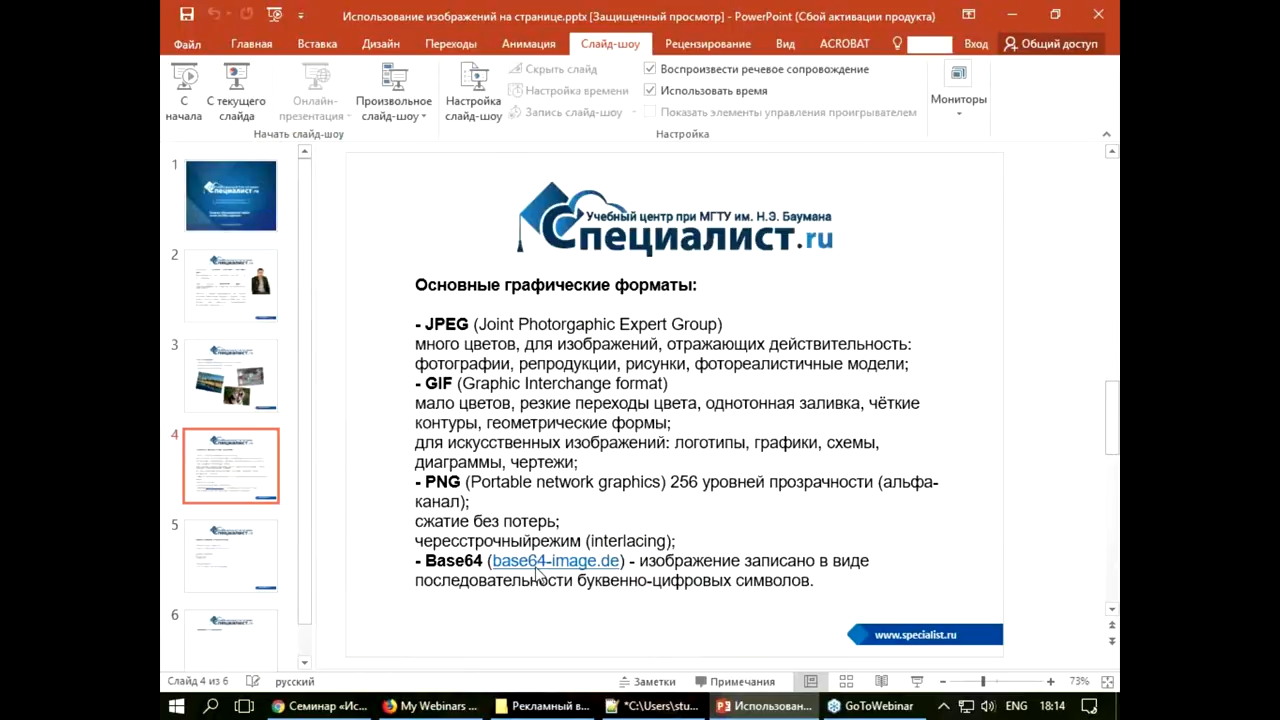 Использование изображений на странице.pptx [Защищенный просмотр] - PowerPoint (Сбой активации продукта)
Файл Главная Вставка Дизайн Переходы Анимация Слайд-шоу Рецензирование Вид ACROBAT Вход Общий доступ
С начала
С текущего слайда
Онлайн-презентация
Произвольное слайд-шоу
Начать слайд-шоу
Настройка слайд-шоу
Скрыть слайд
Настройка времени
Запись слайд-шоу
Воспроизвести речевое сопровождение
Использовать время
Показать элементы управления проигрывателем
Настройка
Мониторы
1
2
3
4
5
6
Учебный центр при МГТУ им. Н.Э. Баумана
Специалист.ru
Основные графические форматы:
- JPEG (Joint Photorgaphic Expert Group)
много цветов, для изображений, отражающих действительность:
фотографии, репродукции, рисунки, фотореалистичные модели;
- GIF (Graphic Interchange format)
мало цветов, резкие переходы цвета, однотонная заливка, чёткие
контуры, геометрические формы;
для искусственных изображений: логотипы, графики, схемы,
диаграммы, чертежи;
- PNG (Portable network graphics) 256 уровней прозрачности (альфа-
канал);
сжатие без потерь;
чересстрочныйрежим (interlacing);
- Base64 (base64-image.de) - изображение записано в виде
последовательности буквенно-цифровых символов.
www.specialist.ru
Слайд 4 из 6 русский Заметки Примечания 73%
Семинар «Ис... My Webinars ... Рекламный в... *C:\Users\stu... Использован... GoToWebinar ENG 18:14